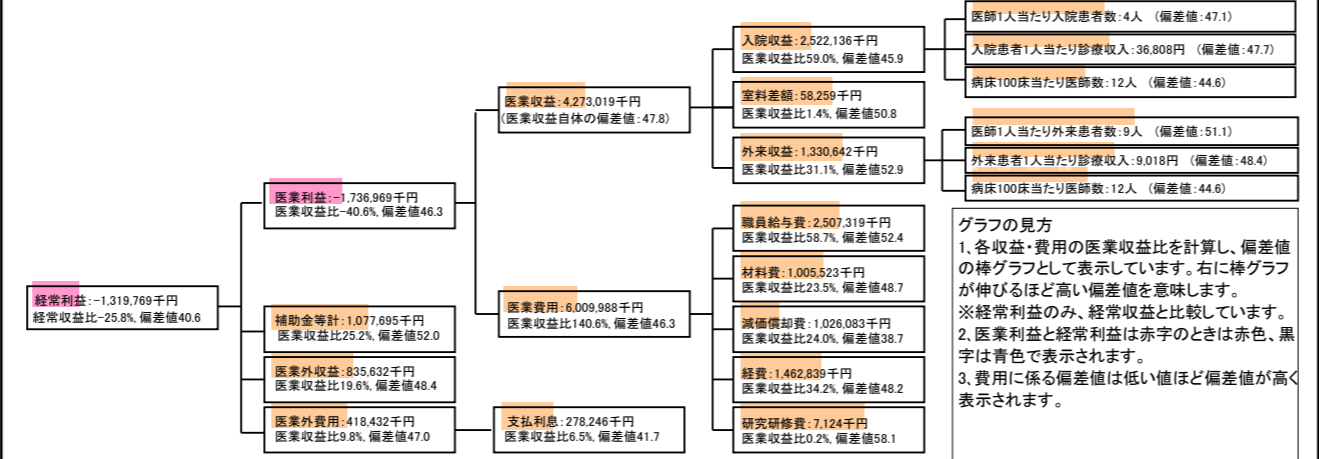 医師1人当たり入院患者数:4人 (偏差値:47.1)
入院収益:2,522,136千円
医業収益比59.0%, 偏差値45.9
入院患者1人当たり診療収入:36,808円 (偏差値:47.7)
病床100床当たり医師数:12人 (偏差値:44.6)
医業収益:4,273,019千円
(医業収益自体の偏差値:47.8)
室料差額:58,259千円
医業収益比1.4%, 偏差値50.8
医師1人当たり外来患者数:9人 (偏差値:51.1)
外来収益:1,330,642千円
医業収益比31.1%, 偏差値52.9
外来患者1人当たり診療収入:9,018円 (偏差値:48.4)
病床100床当たり医師数:12人 (偏差値:44.6)
医業利益:-1,736,969千円
医業収益比-40.6%, 偏差値46.3
職員給与費:2,507,319千円
医業収益比58.7%, 偏差値52.4
材料費:1,005,523千円
医業収益比23.5%, 偏差値48.7
経常利益:-1,319,769千円
経常収益比-25.8%, 偏差値40.6
補助金等計:1,077,695千円
医業収益比25.2%, 偏差値52.0
医業費用:6,009,988千円
医業収益比140.6%, 偏差値46.3
減価償却費:1,026,083千円
医業収益比24.0%, 偏差値38.7
医業外収益:835,632千円
医業収益比19.6%, 偏差値48.4
経費:1,462,839千円
医業収益比34.2%, 偏差値48.2
医業外費用:418,432千円
医業収益比9.8%, 偏差値47.0
支払利息:278,246千円
医業収益比6.5%, 偏差値41.7
研究研修費:7,124千円
医業収益比0.2%, 偏差値58.1
グラフの見方
1、各収益・費用の医業収益比を計算し、偏差値
の棒グラフとして表示しています。右に棒グラフ
が伸びるほど高い偏差値を意味します。
※経常利益のみ、経常収益と比較しています。
2、医業利益と経常利益は赤字のときは赤色、黒
字は青色で表示されます。
3、費用に係る偏差値は低い値ほど偏差値が高く
表示されます。